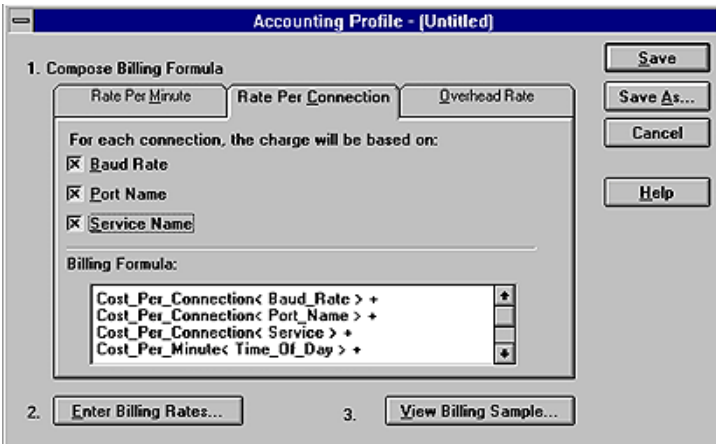 Accounting Profile - (Untitled)
1. Compose Billing Formula
Rate Per Minute
Rate Per Connection
Overhead Rate
For each connection, the charge will be based on:
Baud Rate
Port Name
Service Name
Billing Formula:
Cost_Per_Connection< Baud_Rate > +
Cost_Per_Connection< Port_Name > +
Cost_Per_Connection< Service > +
Cost_Per_Minute< Time_Of_Day > +
2. Enter Billing Rates...
3. View Billing Sample...
Save
Save As...
Cancel
Help